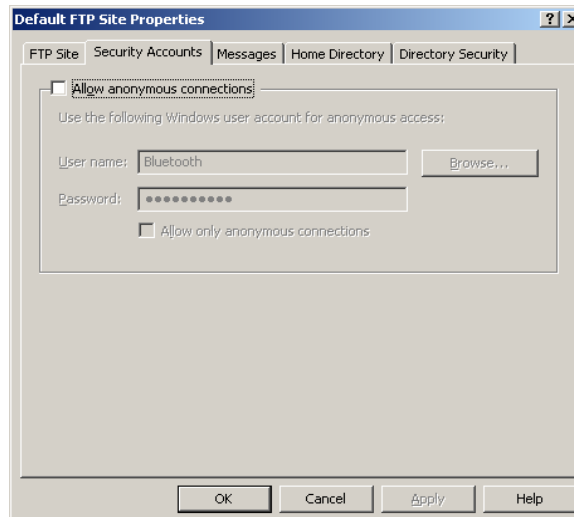 Default FTP Site Properties
FTP Site Security Accounts Messages Home Directory Directory Security
Allow anonymous connections
Use the following Windows user account for anonymous access:
User name: Bluetooth Browse...
Password: ●●●●●●●●●●
Allow only anonymous connections
OK Cancel Apply Help